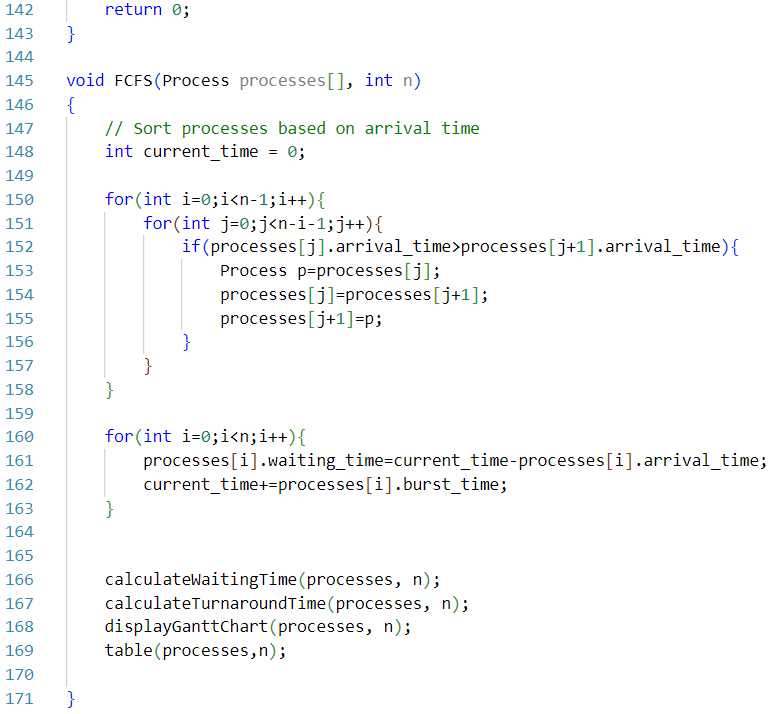 142 return 0;
143 }
144
145 void FCFS(Process processes[], int n)
146 {
147 // Sort processes based on arrival time
148 int current_time = 0;
149
150 for(int i=0;i<n-1;i++){
151 for(int j=0;j<n-i-1;j++){
152 if(processes[j].arrival_time>processes[j+1].arrival_time){
153 Process p=processes[j];
154 processes[j]=processes[j+1];
155 processes[j+1]=p;
156 }
157 }
158 }
159
160 for(int i=0;i<n;i++){
161 processes[i].waiting_time=current_time-processes[i].arrival_time;
162 current_time+=processes[i].burst_time;
163 }
164
165
166 calculateWaitingTime(processes, n);
167 calculateTurnaroundTime(processes, n);
168 displayGanttChart(processes, n);
169 table(processes,n);
170
171 }